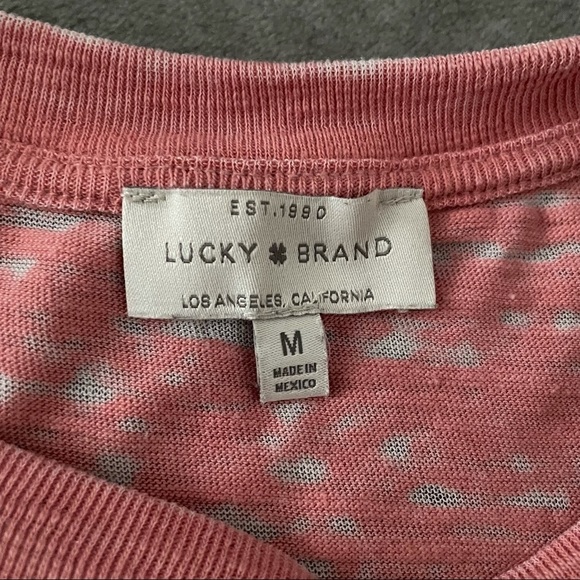 EST.1990
LUCKY BRAND
LOS ANGELES, CALIFORNIA
M
MADE IN
MEXICO